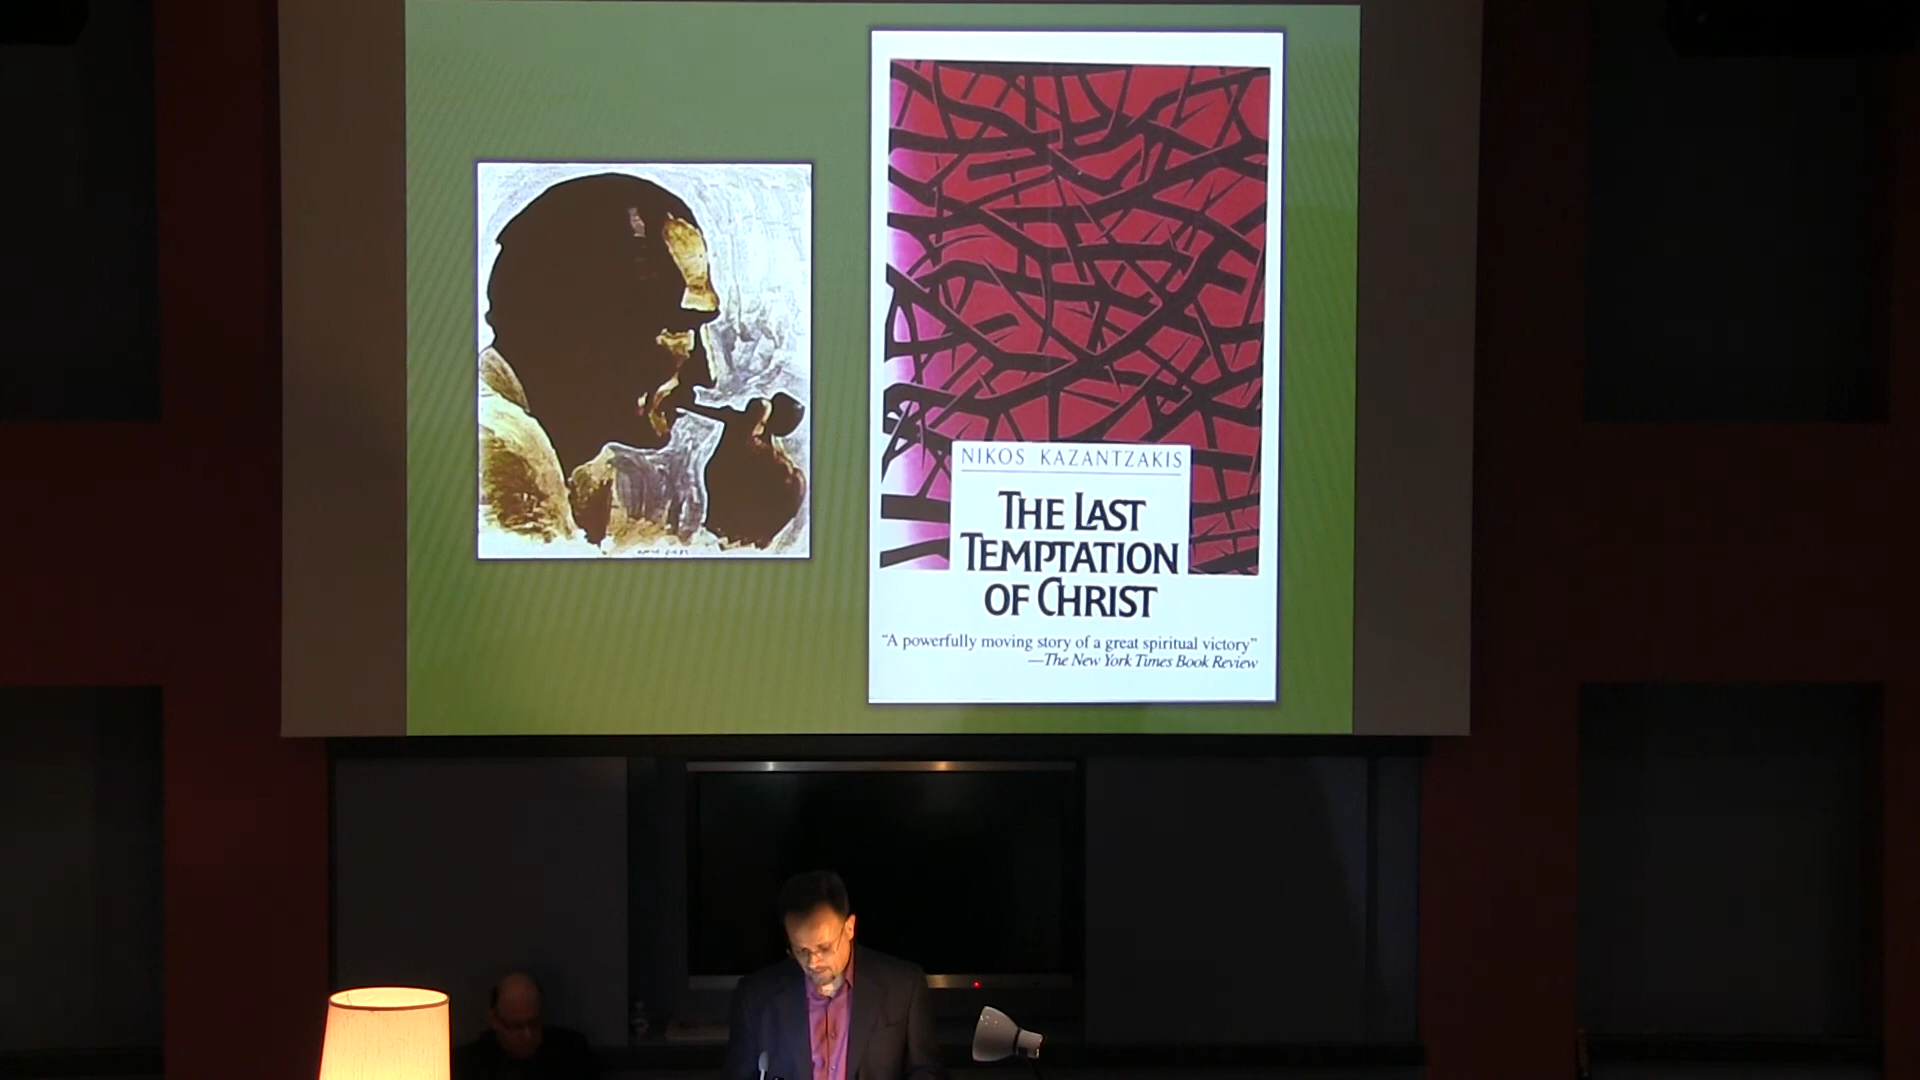 NIKOS KAZANTZAKIS
THE LAST
TEMPTATION
OF CHRIST
“A powerfully moving story of a great spiritual victory”
—The New York Times Book Review